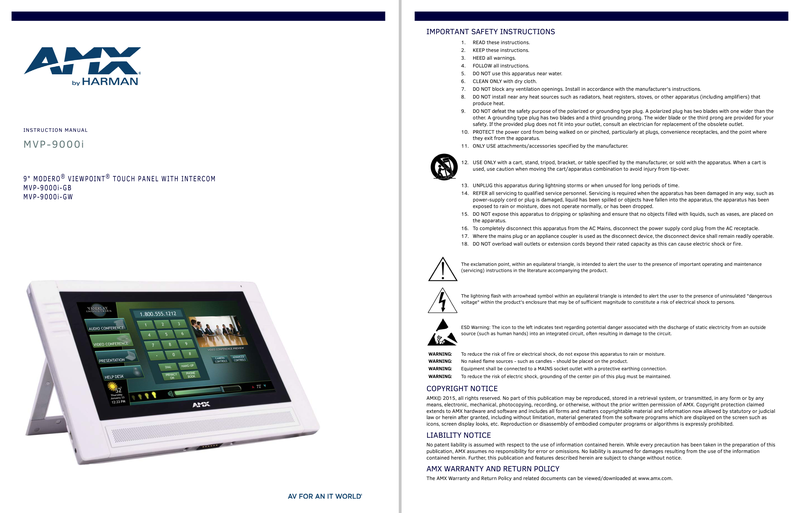 AMX
by HARMAN
INSTRUCTION MANUAL
MVP-9000i
9" MODERO® VIEWPOINT® TOUCH PANEL WITH INTERCOM
MVP-9000i-GB
MVP-9000i-GW
1.800.555.1212
AUDIO CONFERENCE
VIDEO CONFERENCE
PRESENTATION
HELP DESK
AMX
AV FOR AN IT WORLD
IMPORTANT SAFETY INSTRUCTIONS
1. READ these instructions.
2. KEEP these instructions.
3. HEED all warnings.
4. FOLLOW all instructions.
5. DO NOT use this apparatus near water.
6. CLEAN ONLY with dry cloth.
7. DO NOT block any ventilation openings. Install in accordance with the manufacturer's instructions.
8. DO NOT install near any heat sources such as radiators, heat registers, stoves, or other apparatus (including amplifiers) that
produce heat.
9. DO NOT defeat the safety purpose of the polarized or grounding type plug. A polarized plug has two blades with one wider than the
other. A grounding type plug has two blades and a third grounding prong. The wider blade or the third prong are provided for your
safety. If the provided plug does not fit into your outlet, consult an electrician for replacement of the obsolete outlet.
10. PROTECT the power cord from being walked on or pinched, particularly at plugs, convenience receptacles, and the point where
they exit from the apparatus.
11. ONLY USE attachments/accessories specified by the manufacturer.
12. USE ONLY with a cart, stand, tripod, bracket, or table specified by the manufacturer, or sold with the apparatus. When a cart is
used, use caution when moving the cart/apparatus combination to avoid injury from tip-over.
13. UNPLUG this apparatus during lightning storms or when unused for long periods of time.
14. REFER all servicing to qualified service personnel. Servicing is required when the apparatus has been damaged in any way, such as
power-supply cord or plug is damaged, liquid has been spilled or objects have fallen into the apparatus, the apparatus has been
exposed to rain or moisture, does not operate normally, or has been dropped.
15. DO NOT expose this apparatus to dripping or splashing and ensure that no objects filled with liquids, such as vases, are placed on
the apparatus.
16. To completely disconnect this apparatus from the AC Mains, disconnect the power supply cord plug from the AC receptacle.
17. Where the mains plug or an appliance coupler is used as the disconnect device, the disconnect device shall remain readily operable.
18. DO NOT overload wall outlets or extension cords beyond their rated capacity as this can cause electric shock or fire.
The exclamation point, within an equilateral triangle, is intended to alert the user to the presence of important operating and maintenance
(servicing) instructions in the literature accompanying the product.
The lightning flash with arrowhead symbol within an equilateral triangle is intended to alert the user to the presence of uninsulated "dangerous
voltage" within the product's enclosure that may be of sufficient magnitude to constitute a risk of electrical shock to persons.
ESD Warning: The icon to the left indicates text regarding potential danger associated with the discharge of static electricity from an outside
source (such as human hands) into an integrated circuit, often resulting in damage to the circuit.
WARNING: To reduce the risk of fire or electrical shock, do not expose this apparatus to rain or moisture.
WARNING: No naked flame sources - such as candles - should be placed on the product.
WARNING: Equipment shall be connected to a MAINS socket outlet with a protective earthing connection.
WARNING: To reduce the risk of electric shock, grounding of the center pin of this plug must be maintained.
COPYRIGHT NOTICE
AMX© 2015, all rights reserved. No part of this publication may be reproduced, stored in a retrieval system, or transmitted, in any form or by any
means, electronic, mechanical, photocopying, recording, or otherwise, without the prior written permission of AMX. Copyright protection claimed
extends to AMX hardware and software and includes all forms and matters copyrightable material and information now allowed by statutory or judicial
law or herein after granted, including without limitation, material generated from the software programs which are displayed on the screen such as
icons, screen display looks, etc. Reproduction or disassembly of embodied computer programs or algorithms is expressly prohibited.
LIABILITY NOTICE
No patent liability is assumed with respect to the use of information contained herein. While every precaution has been taken in the preparation of this
publication, AMX assumes no responsibility for error or omissions. No liability is assumed for damages resulting from the use of the information
contained herein. Further, this publication and features described herein are subject to change without notice.
AMX WARRANTY AND RETURN POLICY
The AMX Warranty and Return Policy and related documents can be viewed/downloaded at www.amx.com.